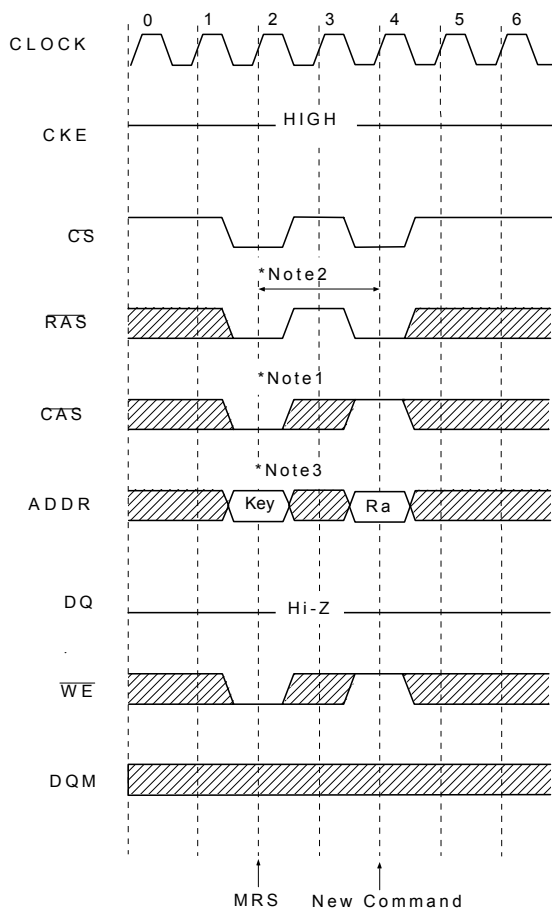 0 1 2 3 4 5 6
CLOCK
HIGH
CKE
CS
*Note2
RAS
*Note1
CAS
*Note3
ADDR
Key
Ra
DQ
Hi-Z
WE
DQM
MRS
New Command